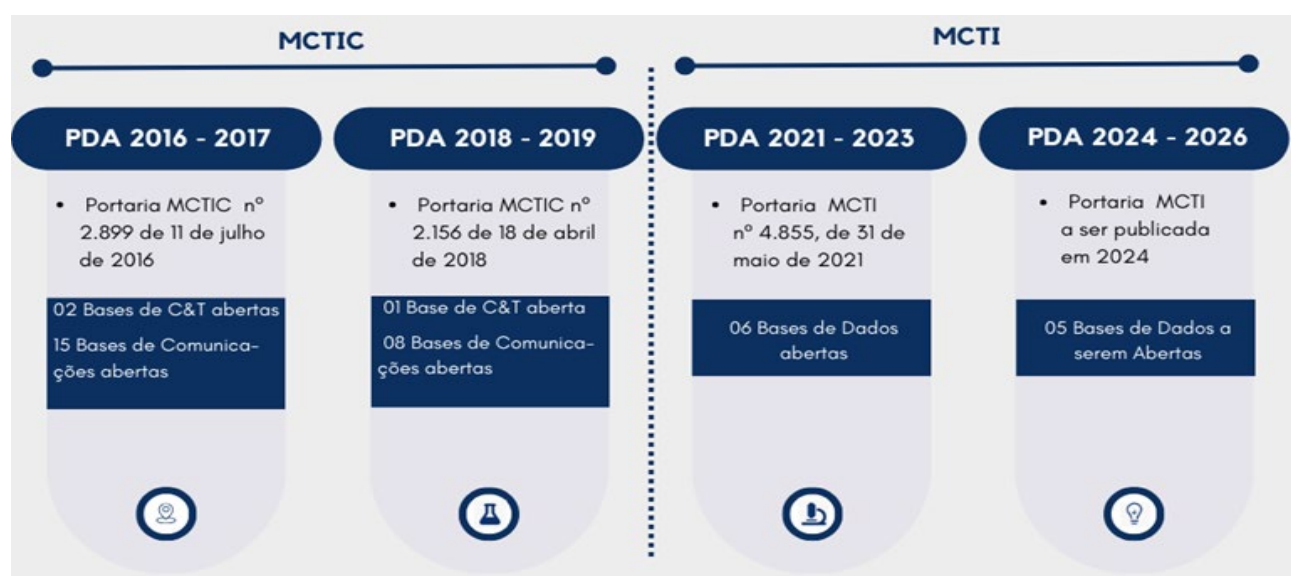 MCTIC
MCTI
PDA 2016 - 2017
• Portaria MCTIC nº
2.899 de 11 de julho
de 2016
02 Bases de C&T abertas
15 Bases de Comunica-
ções abertas
PDA 2018 - 2019
• Portaria MCTIC nº
2.156 de 18 de abril
de 2018
01 Base de C&T aberta
08 Bases de Comunica-
ções abertas
PDA 2021 - 2023
• Portaria MCTI
nº 4.855, de 31 de
maio de 2021
06 Bases de Dados
abertas
PDA 2024 - 2026
• Portaria MCTI
a ser publicada
em 2024
05 Bases de Dados a
serem Abertas